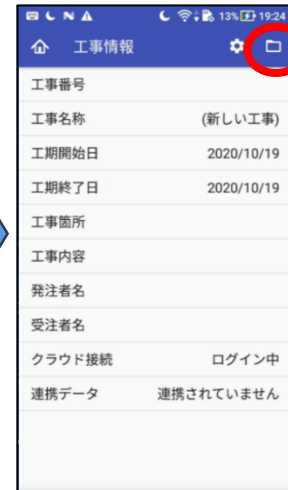 13% 19:24
工事情報
工事番号
工事名称 (新しい工事)
工期開始日 2020/10/19
工期終了日 2020/10/19
工事箇所
工事内容
発注者名
受注者名
クラウド接続 ログイン中
連携データ 連携されていません